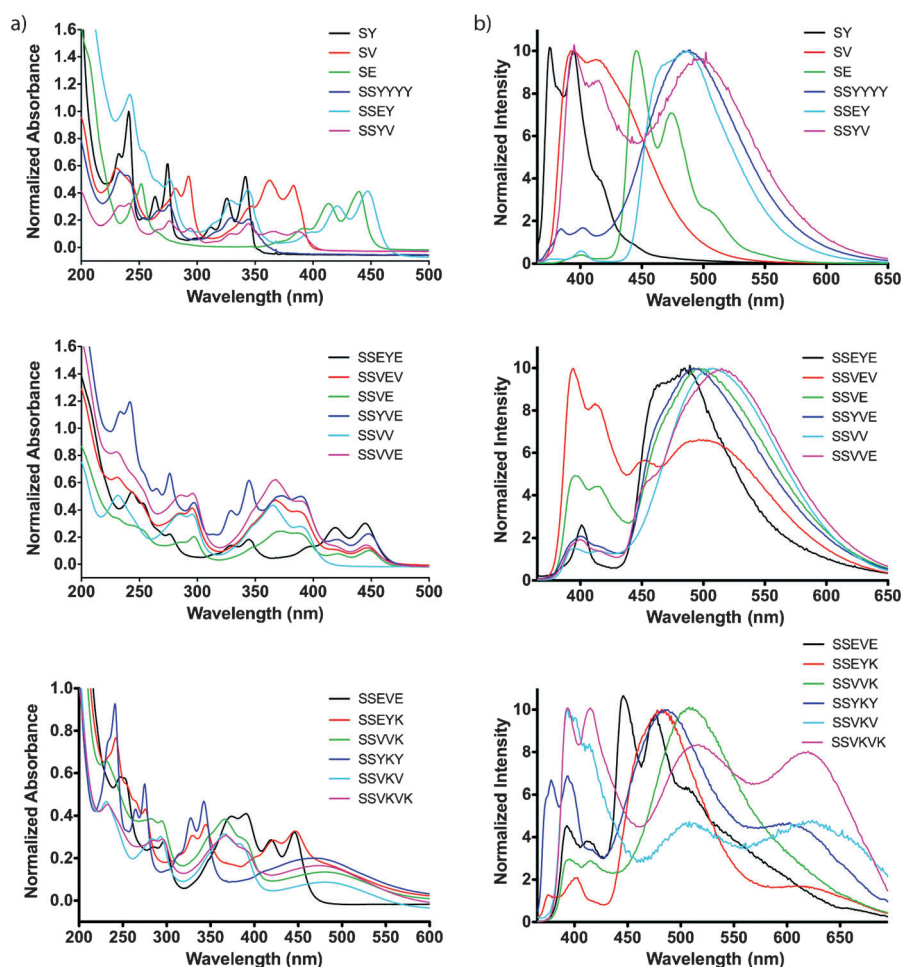 a)
Normalized Absorbance
1.6
1.4
1.2
1.0
0.8
0.6
0.4
0.2
0.0
200 250 300 350 400 450 500
Wavelength (nm)
SY
SV
SE
SSYYYY
SSEY
SSYV
b)
Normalized Intensity
10
8
6
4
2
0
400 450 500 550 600 650
Wavelength (nm)
SY
SV
SE
SSYYYY
SSEY
SSYV
Normalized Absorbance
1.6
1.4
1.2
1.0
0.8
0.6
0.4
0.2
0.0
200 250 300 350 400 450 500
Wavelength (nm)
SSEYE
SSVEV
SSVE
SSYVE
SSVV
SSVVE
Normalized Intensity
10
8
6
4
2
0
400 450 500 550 600 650
Wavelength (nm)
SSEYE
SSVEV
SSVE
SSYVE
SSVV
SSVVE
Normalized Absorbance
1.0
0.8
0.6
0.4
0.2
0.0
200 250 300 350 400 450 500 550 600
Wavelength (nm)
SSEVE
SSEYK
SSVVK
SSYKY
SSVKV
SSVKVK
Normalized Intensity
10
8
6
4
2
0
400 450 500 550 600 650
Wavelength (nm)
SSEVE
SSEYK
SSVVK
SSYKY
SSVKV
SSVKVK